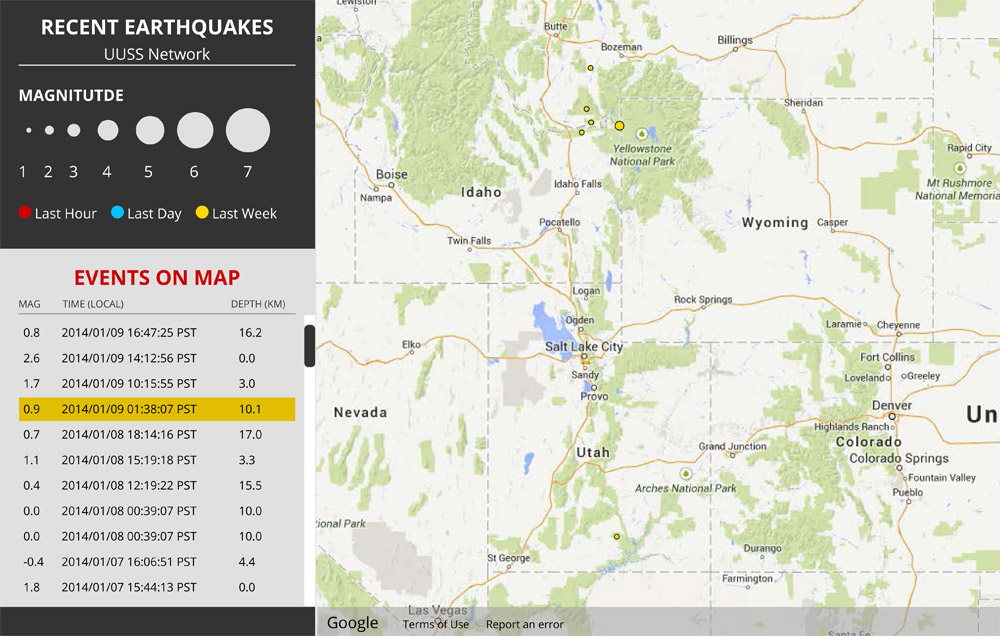 RECENT EARTHQUAKES
UUSS Network
MAGNITUTDE
1 2 3 4 5 6 7
Last Hour Last Day Last Week
EVENTS ON MAP
MAG TIME (LOCAL) DEPTH (KM)
0.8 2014/01/09 16:47:25 PST 16.2
2.6 2014/01/09 14:12:56 PST 0.0
1.7 2014/01/09 10:15:55 PST 3.0
0.9 2014/01/09 01:38:07 PST 10.1
0.7 2014/01/08 18:14:16 PST 17.0
1.1 2014/01/08 15:19:18 PST 3.3
0.4 2014/01/08 12:19:22 PST 15.5
0.0 2014/01/08 00:39:07 PST 10.0
0.0 2014/01/08 00:39:07 PST 10.0
-0.4 2014/01/07 16:06:51 PST 4.4
1.8 2014/01/07 15:44:13 PST 0.0
Lewiston
Butte
Billings
Bozeman
Sheridan
Yellowstone
National Park
Rapid City
Boise
Mt Rushmore
Idaho
Idaho Falls
Nampa
National Memoria
Pocatello
Wyoming
Casper
Twin Falls
Logan
Rock Springs
Ogden
Laramie
Cheyenne
Elko
Salt Lake City
Fort Collins
Sandy
Loveland
Greeley
Provo
Denver
Nevada
Un
Highlands Ranch
Colorado
Utah
Grand Junction
Colorado Springs
Fountain Valley
Arches National Park
Pueblo
ional Park
Durango
St George
Farmington
Las Vegas
Google
Terms of Use
Report an error
Santa Fe